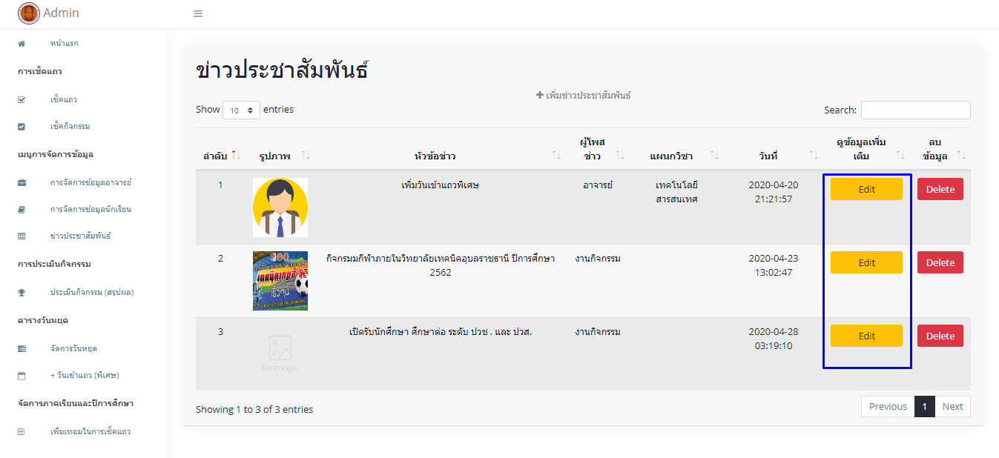 Admin
หน้าแรก
การเช็คแถว
เช็คแถว
เช็คกิจกรรม
เมนูการจัดการข้อมูล
การจัดการข้อมูลอาจารย์
การจัดการข้อมูลนักเรียน
ข่าวประชาสัมพันธ์
การประเมินกิจกรรม
ประเมินกิจกรรม (สรุปผล)
ตารางวันหยุด
จัดการวันหยุด
+ วันเข้าแถว (พิเศษ)
จัดการภาคเรียนและปีการศึกษา
เพิ่มเทอมในการเช็คแถว
ข่าวประชาสัมพันธ์
เพิ่มข่าวประชาสัมพันธ์
Show 10 entries
Search:
ลำดับ รูปภาพ หัวข้อข่าว ผู้โพส
ข่าว แผนกวิชา วันที่ ดูข้อมูลเพิ่ม
เติม ลบ
ข้อมูล
1 เพิ่มวันเข้าแถวพิเศษ อาจารย์ เทคโนโลยี
สารสนเทศ 2020-04-20
21:21:57 Edit Delete
2 เทคนิคเกมส์ 62
เร็วๆนี้
กิจกรมมกีฬาภายในวิทยาลัยเทคนิคอุบลราชธานี ปีการศึกษา
2562 งานกิจกรรม 2020-04-23
13:02:47 Edit Delete
3 No Image. เปิดรับนักศึกษา ศึกษาต่อ ระดับ ปวช . และ ปวส. งานกิจกรรม 2020-04-28
03:19:10 Edit Delete
Showing 1 to 3 of 3 entries
Previous 1 Next